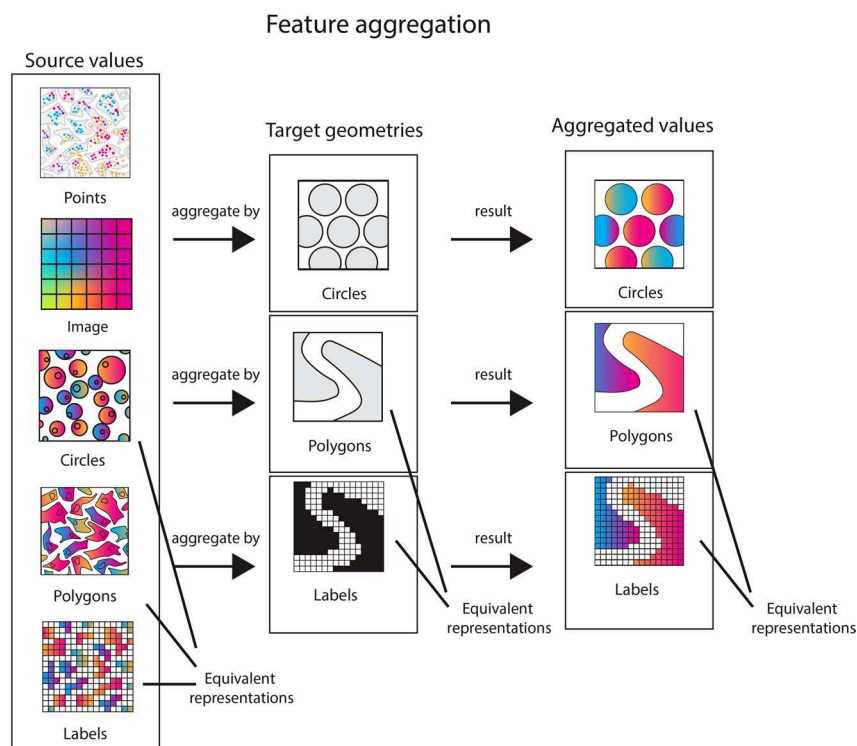 Feature aggregation
Source values
Points
Image
Circles
Polygons
Labels
Equivalent
representations
aggregate by
aggregate by
aggregate by
Target geometries
Circles
Polygons
Labels
Equivalent
representations
result
result
result
Aggregated values
Circles
Polygons
Labels
Equivalent
representations